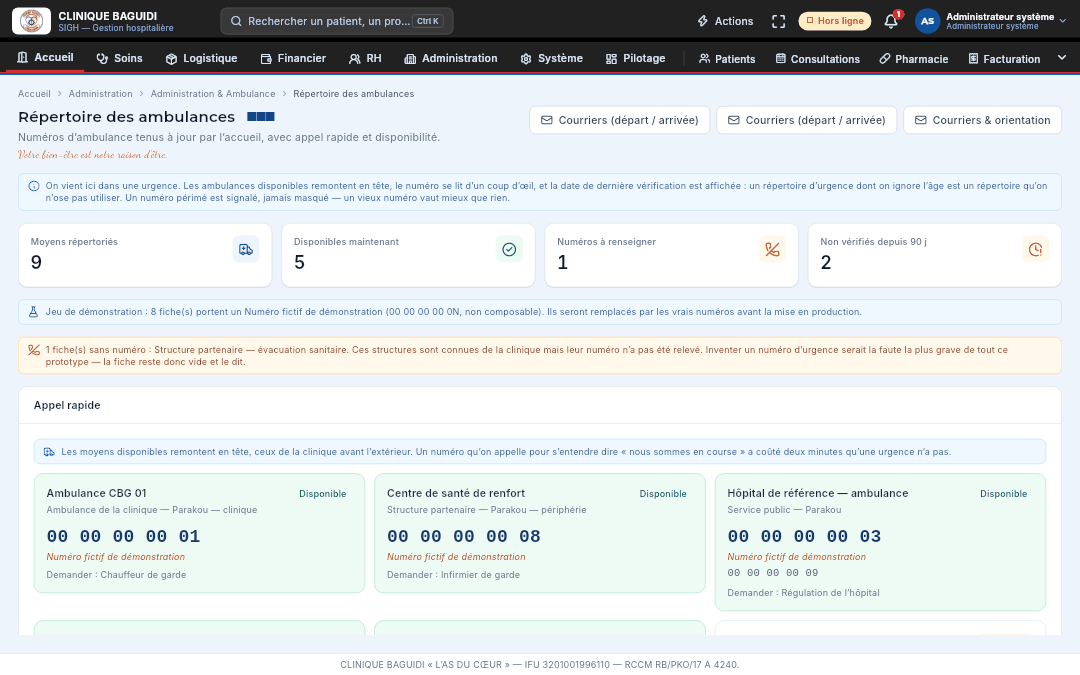 CLINIQUE BAGUIDI
SIGH — Gestion hospitalière
Rechercher un patient, un pro... Ctrl K
Actions
Hors ligne
1
AS
Administrateur système
Administrateur système
Accueil Soins Logistique Financier RH Administration Système Pilotage Patients Consultations Pharmacie Facturation
Accueil > Administration > Administration & Ambulance > Répertoire des ambulances
Répertoire des ambulances
Numéros d'ambulance tenus à jour par l'accueil, avec appel rapide et disponibilité.
Votre bien-être est notre raison d'être.
Courriers (départ / arrivée) Courriers (départ / arrivée) Courriers & orientation
On vient ici dans une urgence. Les ambulances disponibles remontent en tête, le numéro se lit d'un coup d'œil, et la date de dernière vérification est affichée : un répertoire d'urgence dont on ignore l'âge est un répertoire qu'on
n'ose pas utiliser. Un numéro périmé est signalé, jamais masqué — un vieux numéro vaut mieux que rien.
Moyens répertoriés
9
Disponibles maintenant
5
Numéros à renseigner
1
Non vérifiés depuis 90 j
2
Jeu de démonstration : 8 fiche(s) portent un Numéro fictif de démonstration (00 00 00 00 0N, non composable). Ils seront remplacés par les vrais numéros avant la mise en production.
1 fiche(s) sans numéro : Structure partenaire — évacuation sanitaire. Ces structures sont connues de la clinique mais leur numéro n'a pas été relevé. Inventer un numéro d'urgence serait la faute la plus grave de tout ce
prototype — la fiche reste donc vide et le dit.
Appel rapide
Les moyens disponibles remontent en tête, ceux de la clinique avant l'extérieur. Un numéro qu'on appelle pour s'entendre dire « nous sommes en course » a coûté deux minutes qu'une urgence n'a pas.
Ambulance CBG 01 Disponible
Ambulance de la clinique — Parakou — clinique
00 00 00 00 01
Numéro fictif de démonstration
Demander : Chauffeur de garde
Centre de santé de renfort Disponible
Structure partenaire — Parakou — périphérie
00 00 00 00 08
Numéro fictif de démonstration
Demander : Infirmier de garde
Hôpital de référence — ambulance Disponible
Service public — Parakou
00 00 00 00 03
Numéro fictif de démonstration
00 00 00 00 09
Demander : Régulation de l'hôpital
CLINIQUE BAGUIDI « L'AS DU CŒUR » — IFU 3201001996110 — RCCM RB/PKO/17 A 4240.